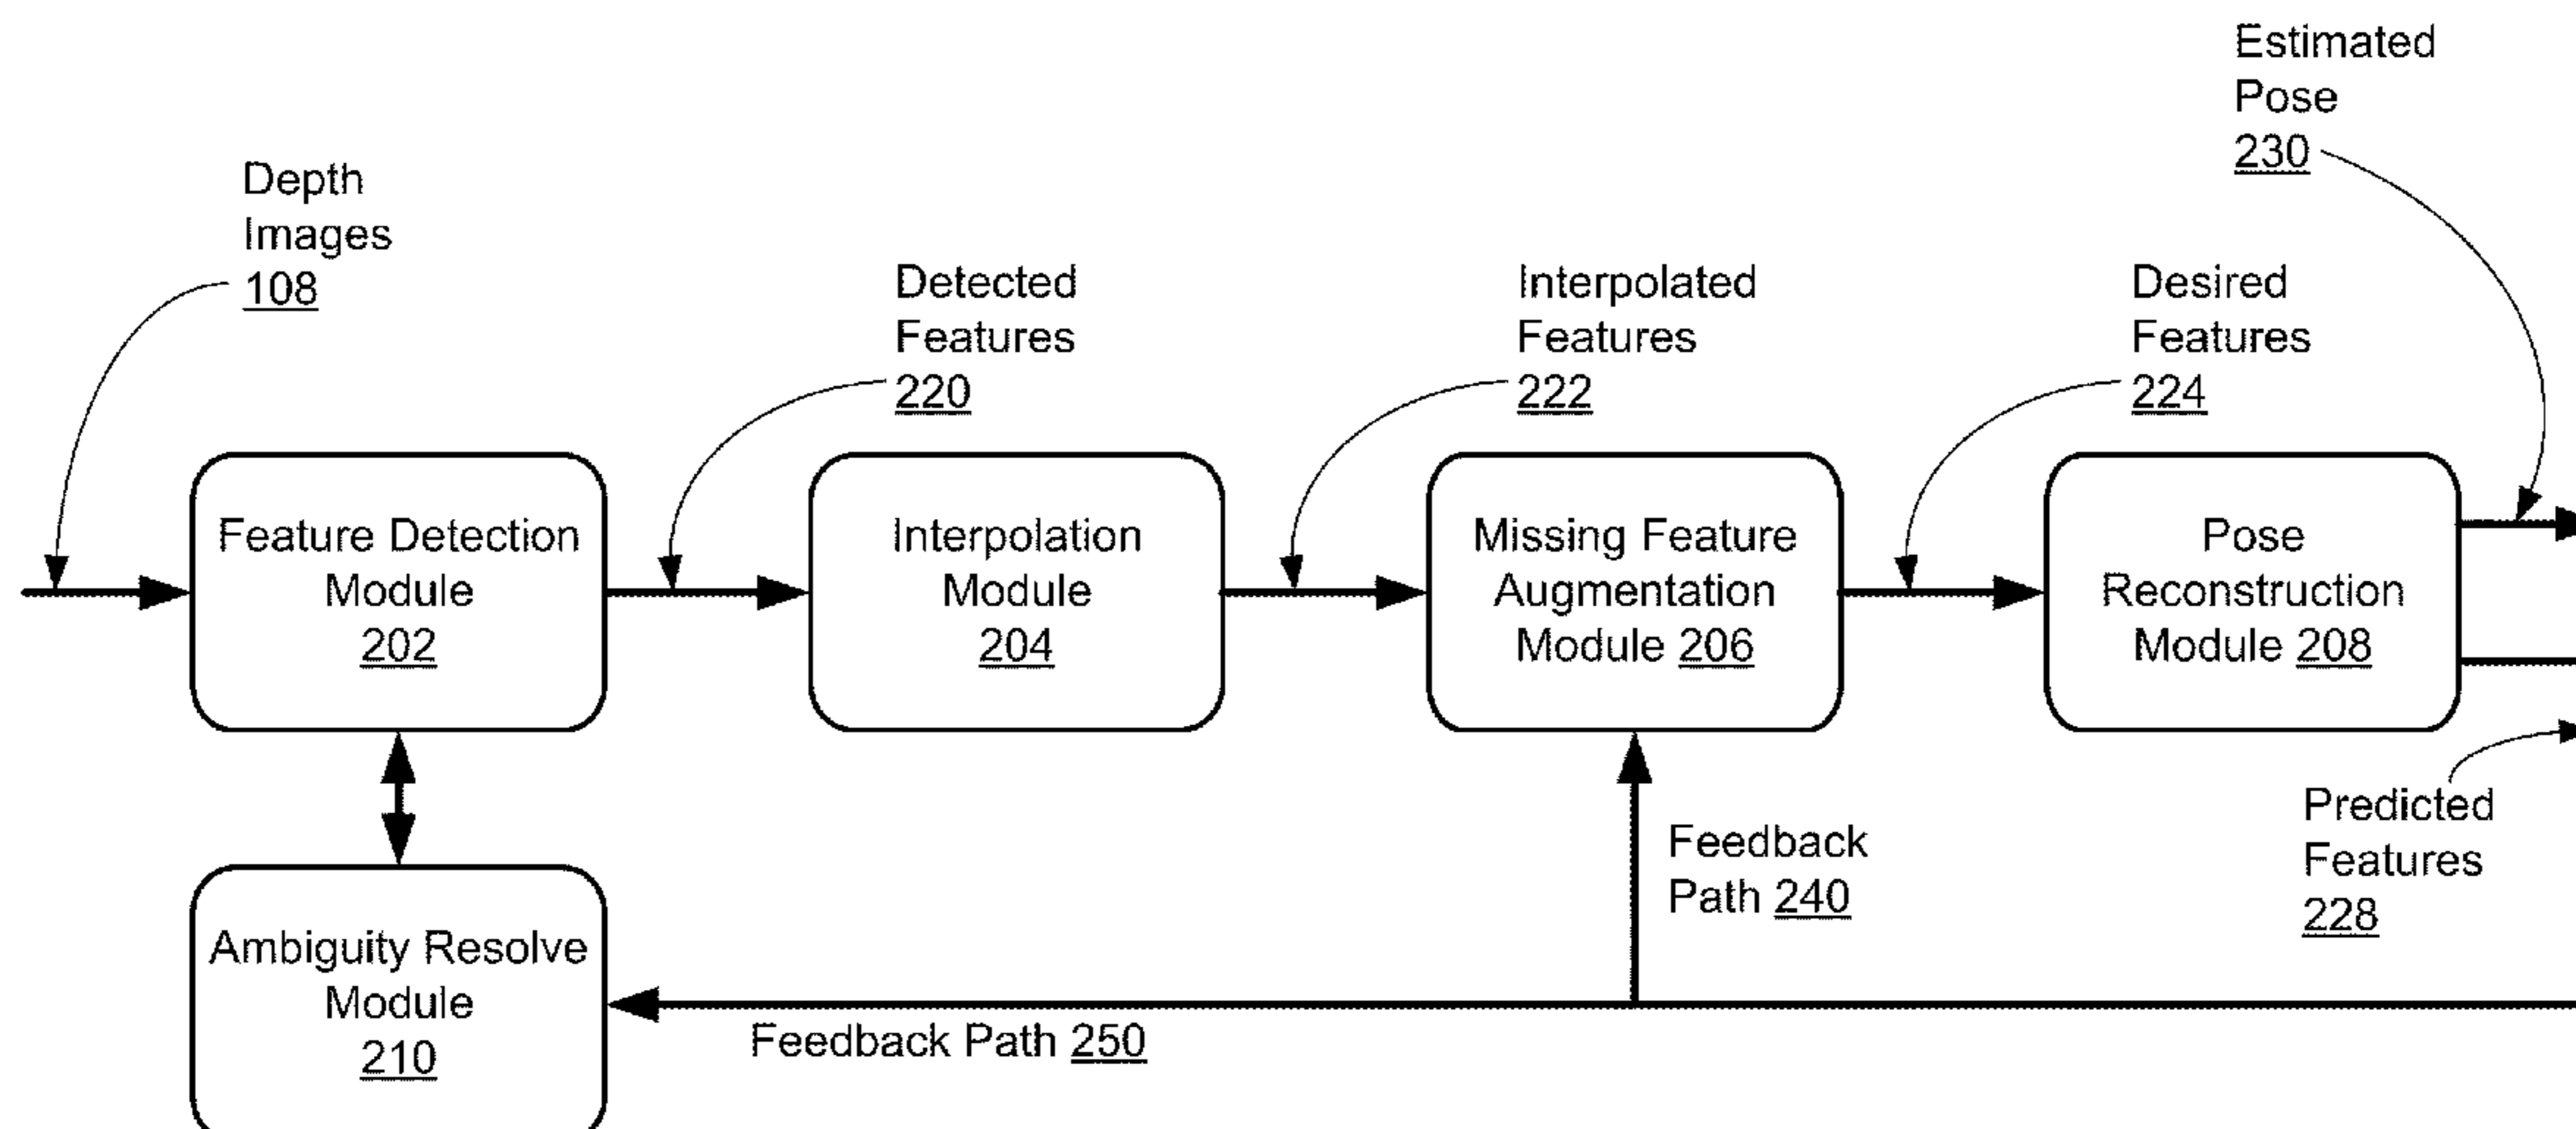 Estimated
Pose
230
Depth
Images
108
Detected
Features
220
Interpolated
Features
222
Desired
Features
224
Feature Detection
Module
202
Interpolation
Module
204
Missing Feature
Augmentation
Module 206
Pose
Reconstruction
Module 208
Feedback
Path 240
Predicted
Features
228
Ambiguity Resolve
Module
210
Feedback Path 250